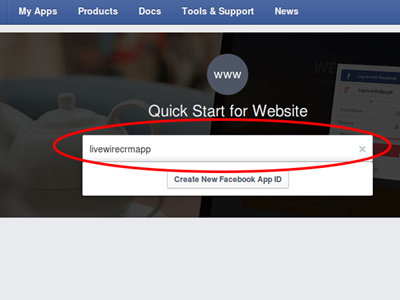 My Apps Products Docs Tools & Support News
www
Quick Start for Website
livewirecrmapp ×
Create New Facebook App ID